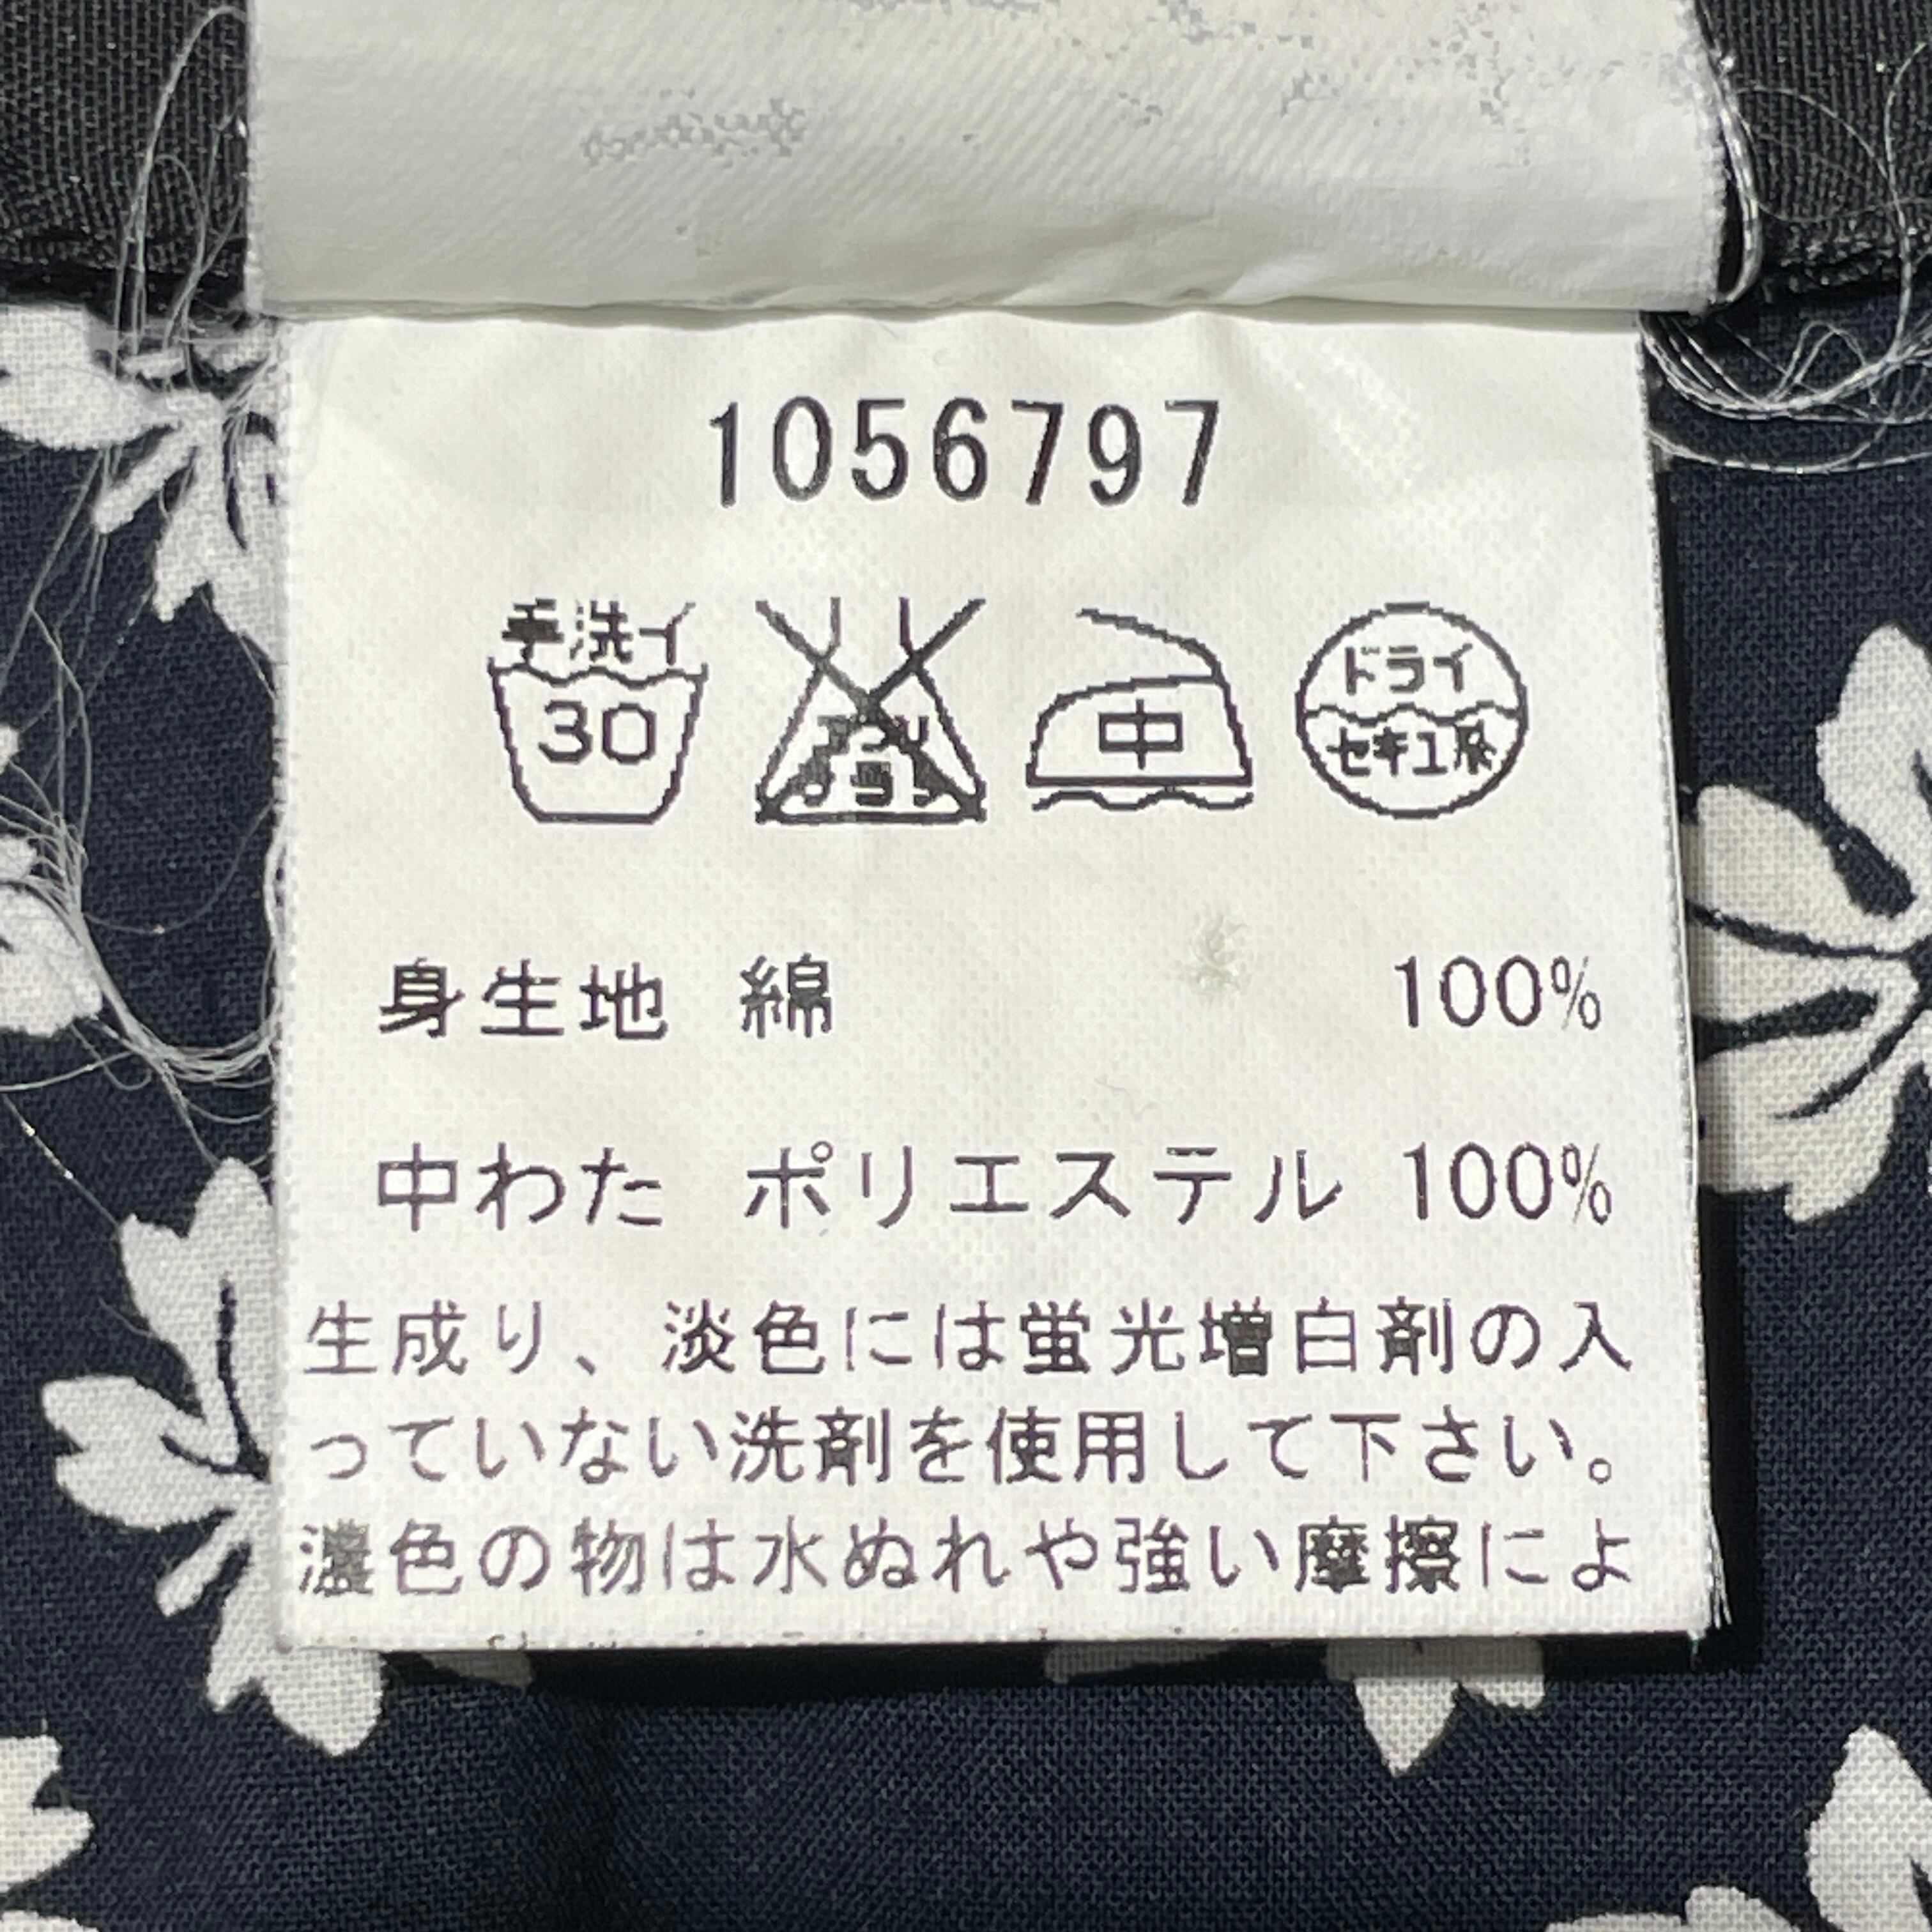 1056797
手洗イ
30
中
ドライ
セキユ系
身生地 綿 100%
中わた ポリエステル 100%
生成り、淡色には蛍光増白剤の入
っていない洗剤を使用して下さい。
濃色の物は水ぬれや強い摩擦によ